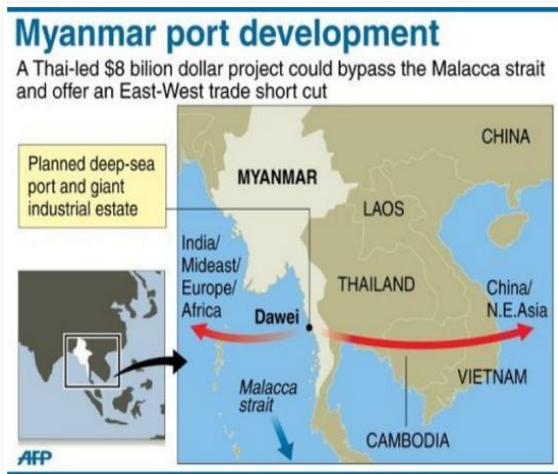 Myanmar port development
A Thai-led $8 bilion dollar project could bypass the Malacca strait
and offer an East-West trade short cut
Planned deep-sea
port and giant
industrial estate
CHINA
MYANMAR
LAOS
India/
Mideast/
Europe/
Africa
THAILAND
China/
N.E.Asia
Dawei
VIETNAM
Malacca
strait
CAMBODIA
AFP